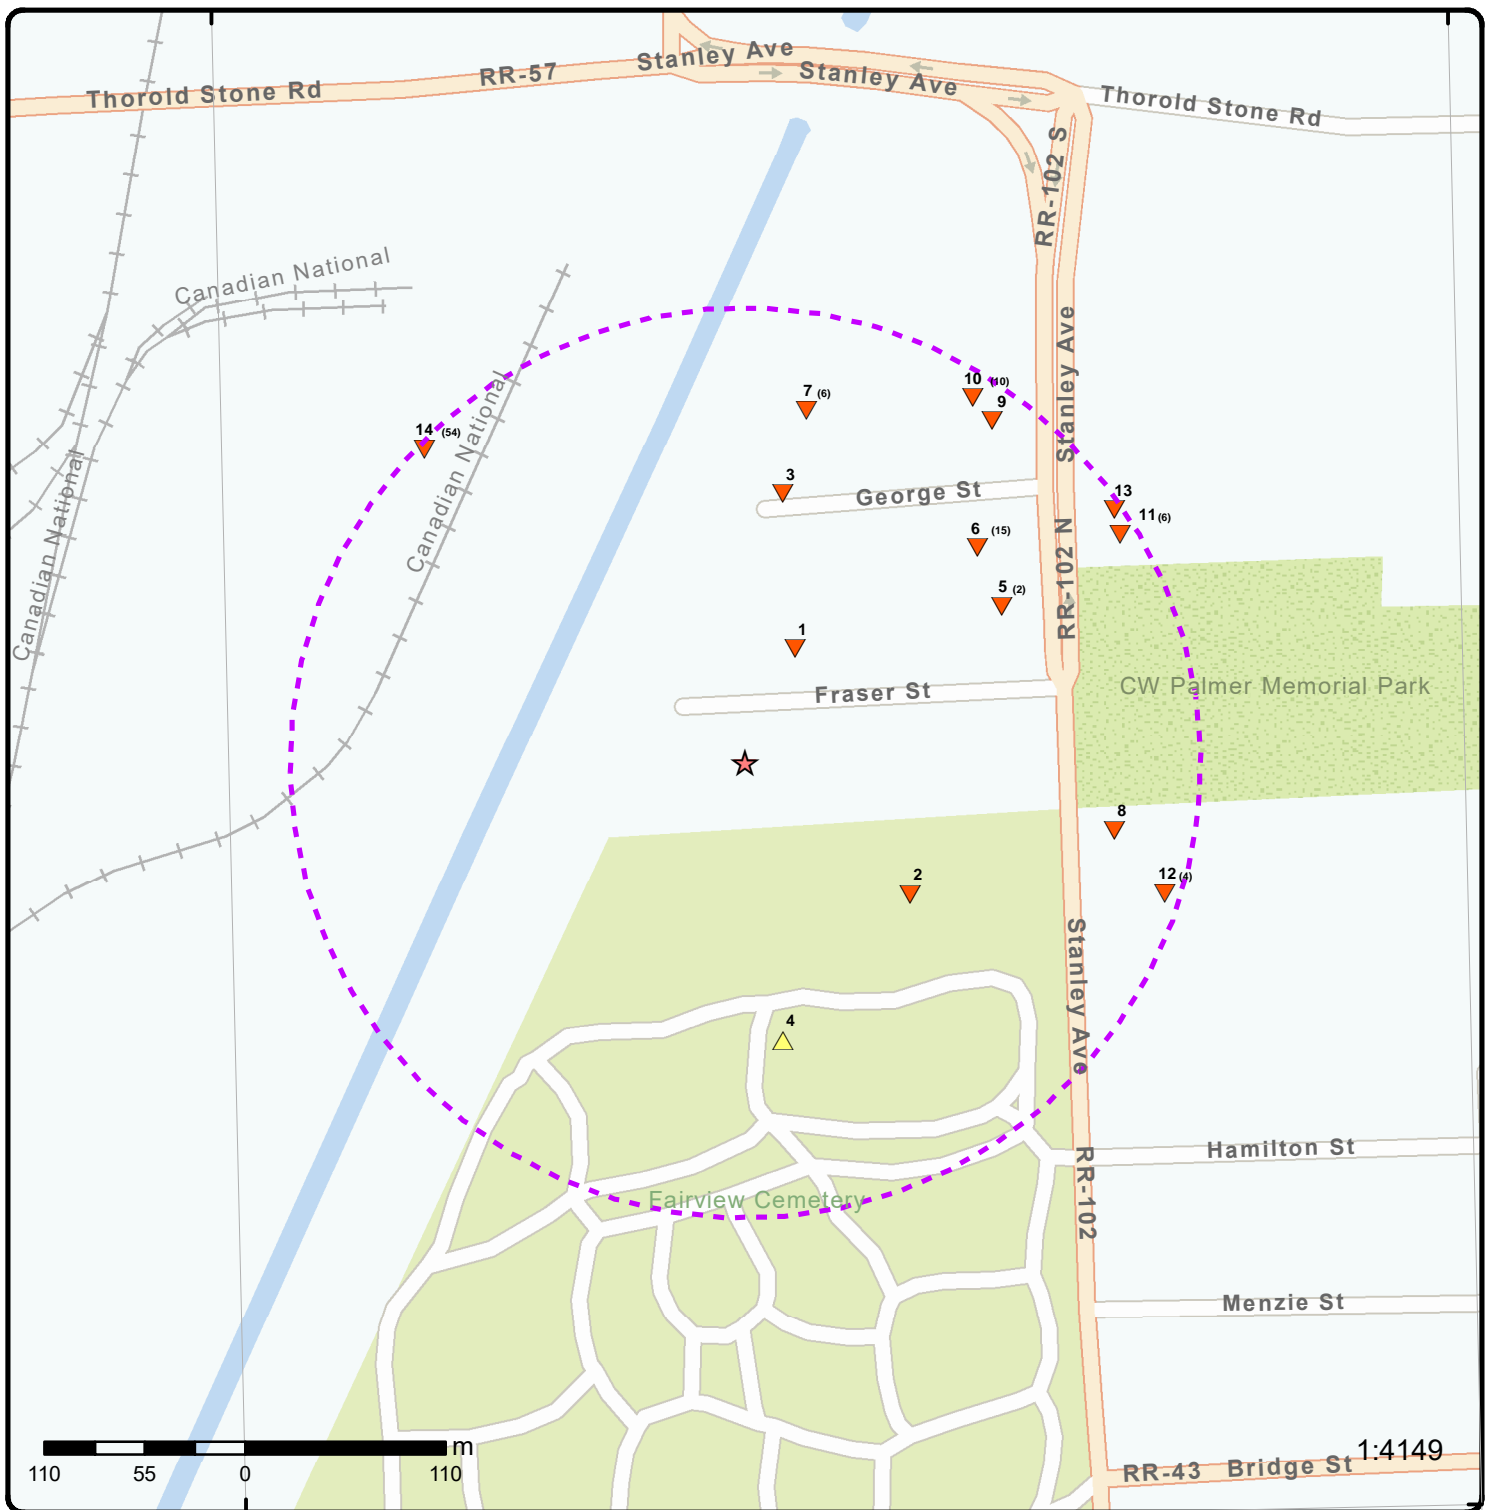 Stanley Ave
RR-57
Thorold Stone Rd
Stanley Ave
Thorold Stone Rd
RR-102 S
Canadian National
Stanley Ave
Canadian National
10 (10)
7 (6)
9
14 (54)
3
George St
13
11 (6)
6 (15)
RR-102 N
Canadian National
5 (2)
1
CW Palmer Memorial Park
Fraser St
8
2
12 (4)
Stanley Ave
4
Hamilton St
RR-102
Fairview Cemetery
Menzie St
m
1:4149
110 55 0 110
RR-43 Bridge St